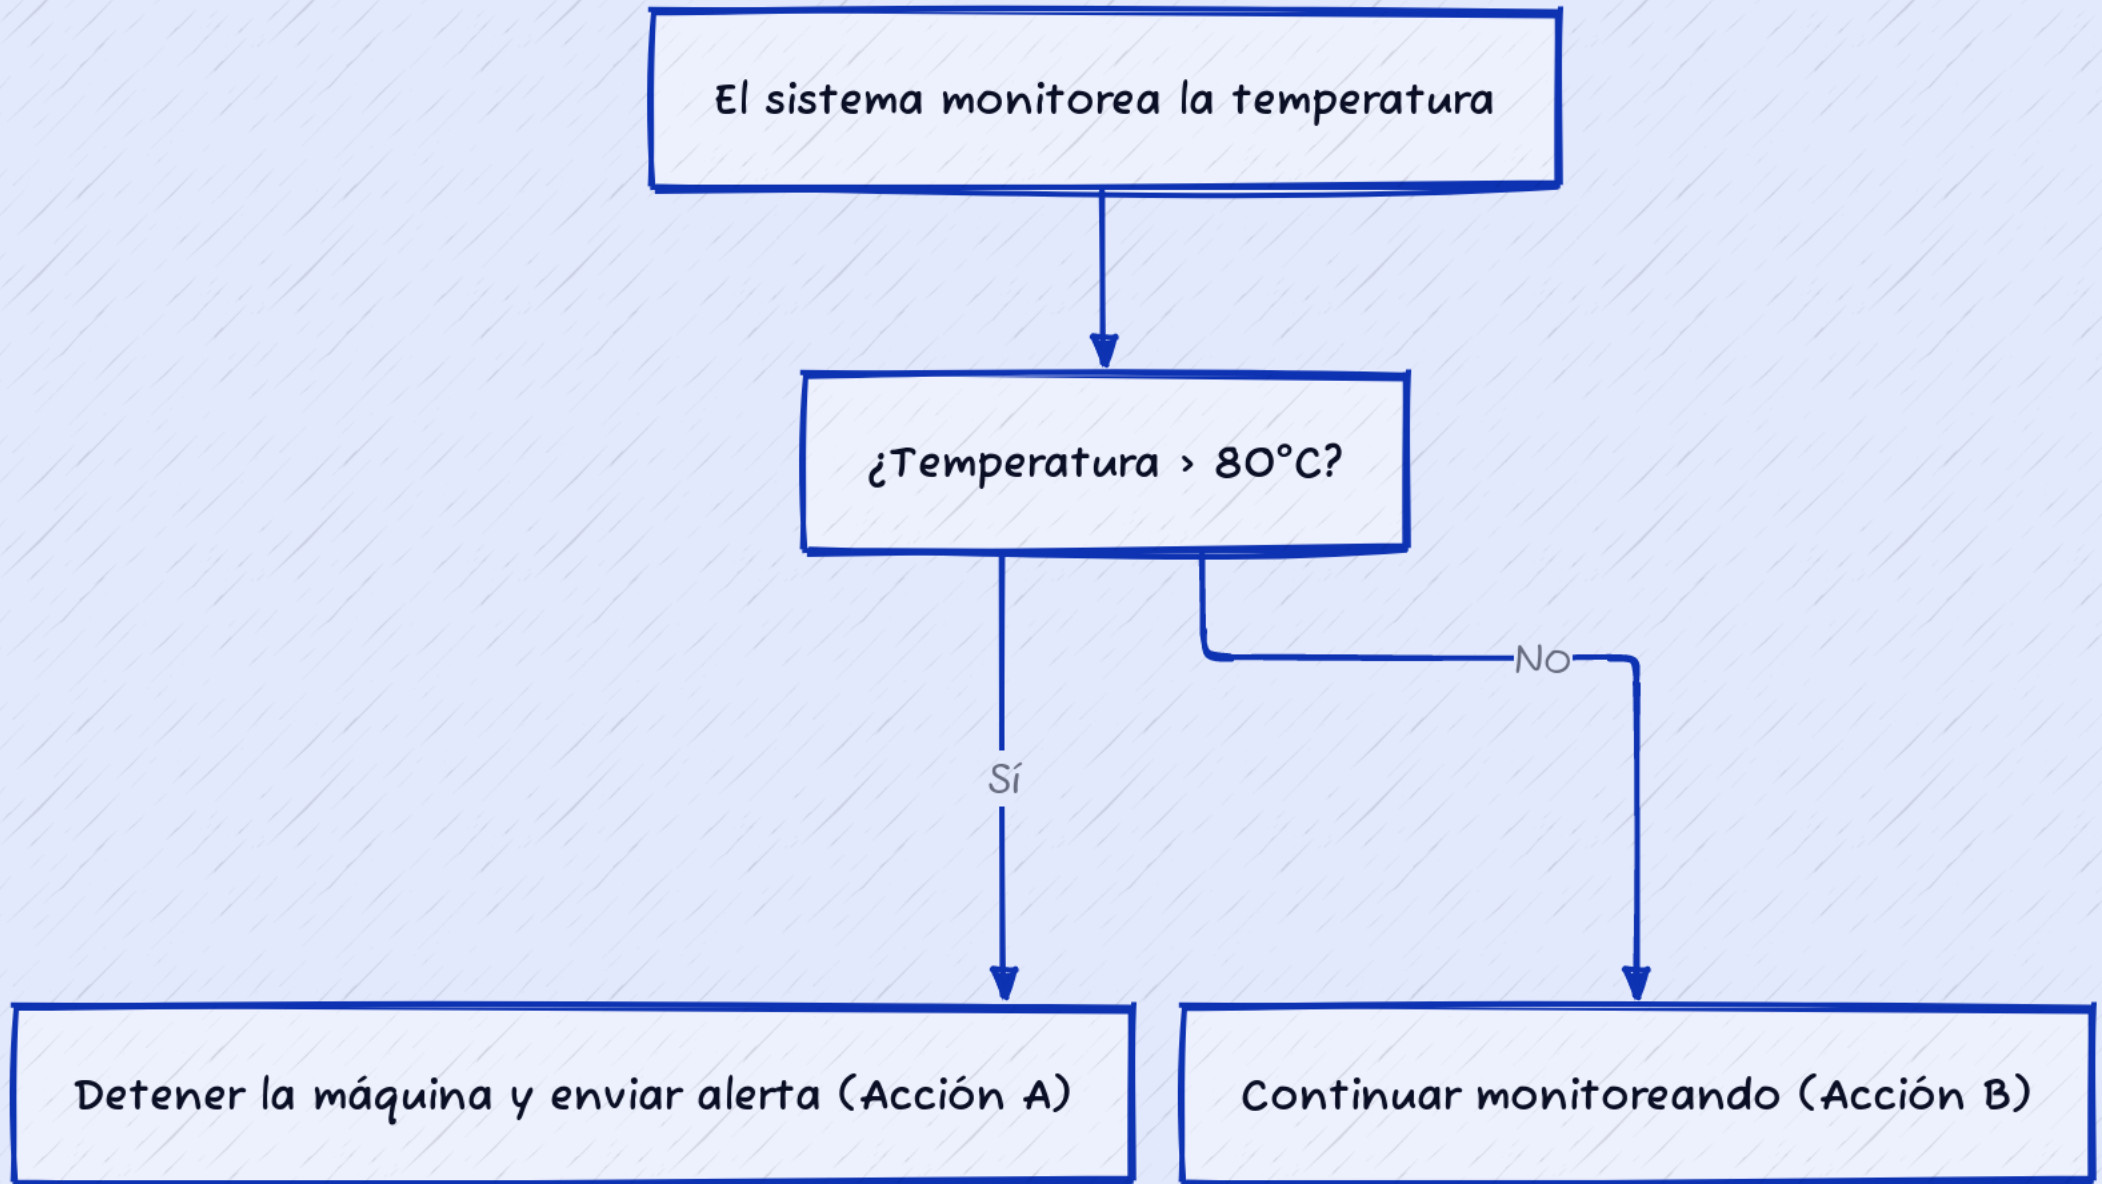 El sistema monitorea la temperatura
¿Temperatura > 80°C?
No
Sí
Detener la máquina y enviar alerta (Acción A)
Continuar monitoreando (Acción B)